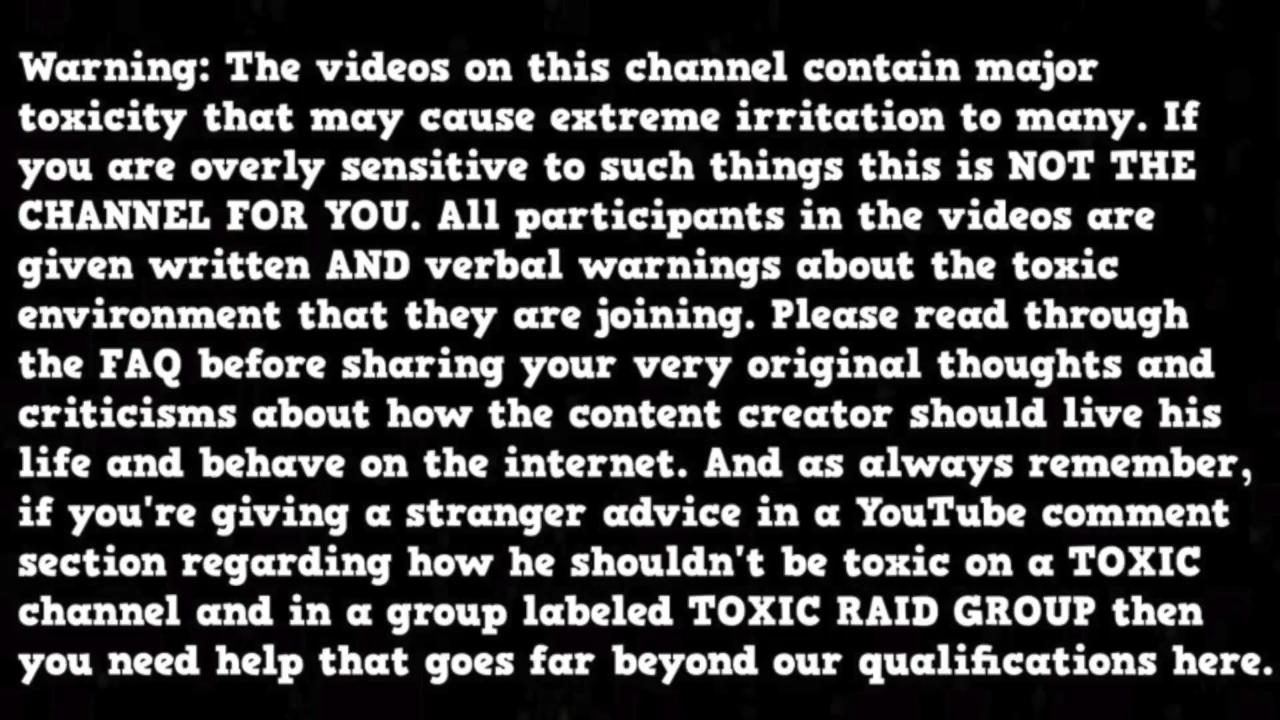 Warning: The videos on this channel contain major
toxicity that may cause extreme irritation to many. If
you are overly sensitive to such things this is NOT THE
CHANNEL FOR YOU. All participants in the videos are
given written AND verbal warnings about the toxic
environment that they are joining. Please read through
the FAQ before sharing your very original thoughts and
criticisms about how the content creator should live his
life and behave on the internet. And as always remember,
if you're giving a stranger advice in a YouTube comment
section regarding how he shouldn't be toxic on a TOXIC
channel and in a group labeled TOXIC RAID GROUP then
you need help that goes far beyond our qualifications here.